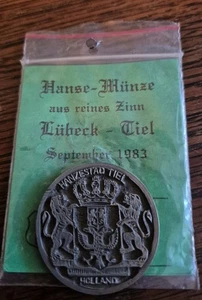 Hanse-Münze
aus reines Zinn
Lübeck - Tiel
September 1983
HANZESTAD TIEL
HOLLAND